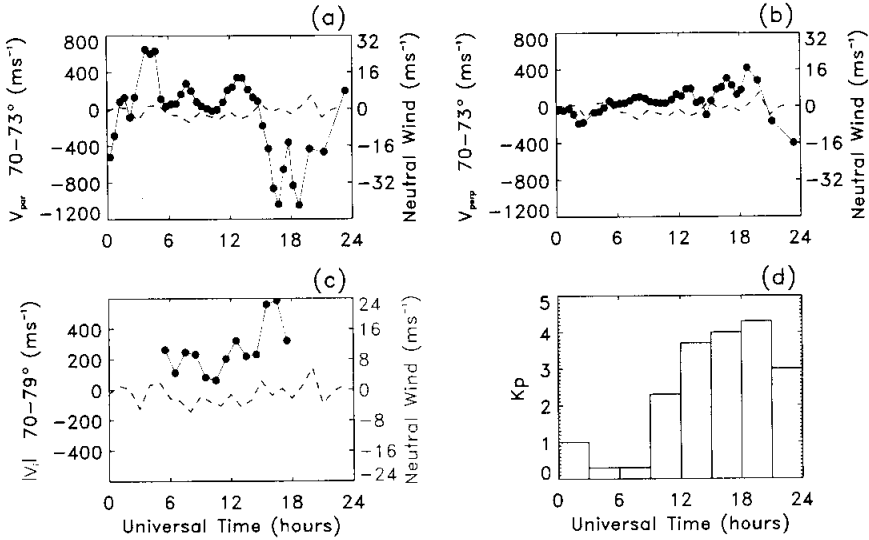 (a)
V_par 70–73° (ms⁻¹)
800
400
0
−400
−800
−1200
Neutral Wind (ms⁻¹)
32
16
0
−16
−32
0 6 12 18 24
(b)
V_perp 70–73° (ms⁻¹)
800
400
0
−400
−800
−1200
Neutral Wind (ms⁻¹)
32
16
0
−16
−32
0 6 12 18 24
(c)
|V_i| 70–79° (ms⁻¹)
400
200
0
−200
−400
Neutral Wind (ms⁻¹)
24
16
8
0
−8
−16
−24
0 6 12 18 24
Universal Time (hours)
(d)
Kp
5
4
3
2
1
0
0 6 12 18 24
Universal Time (hours)